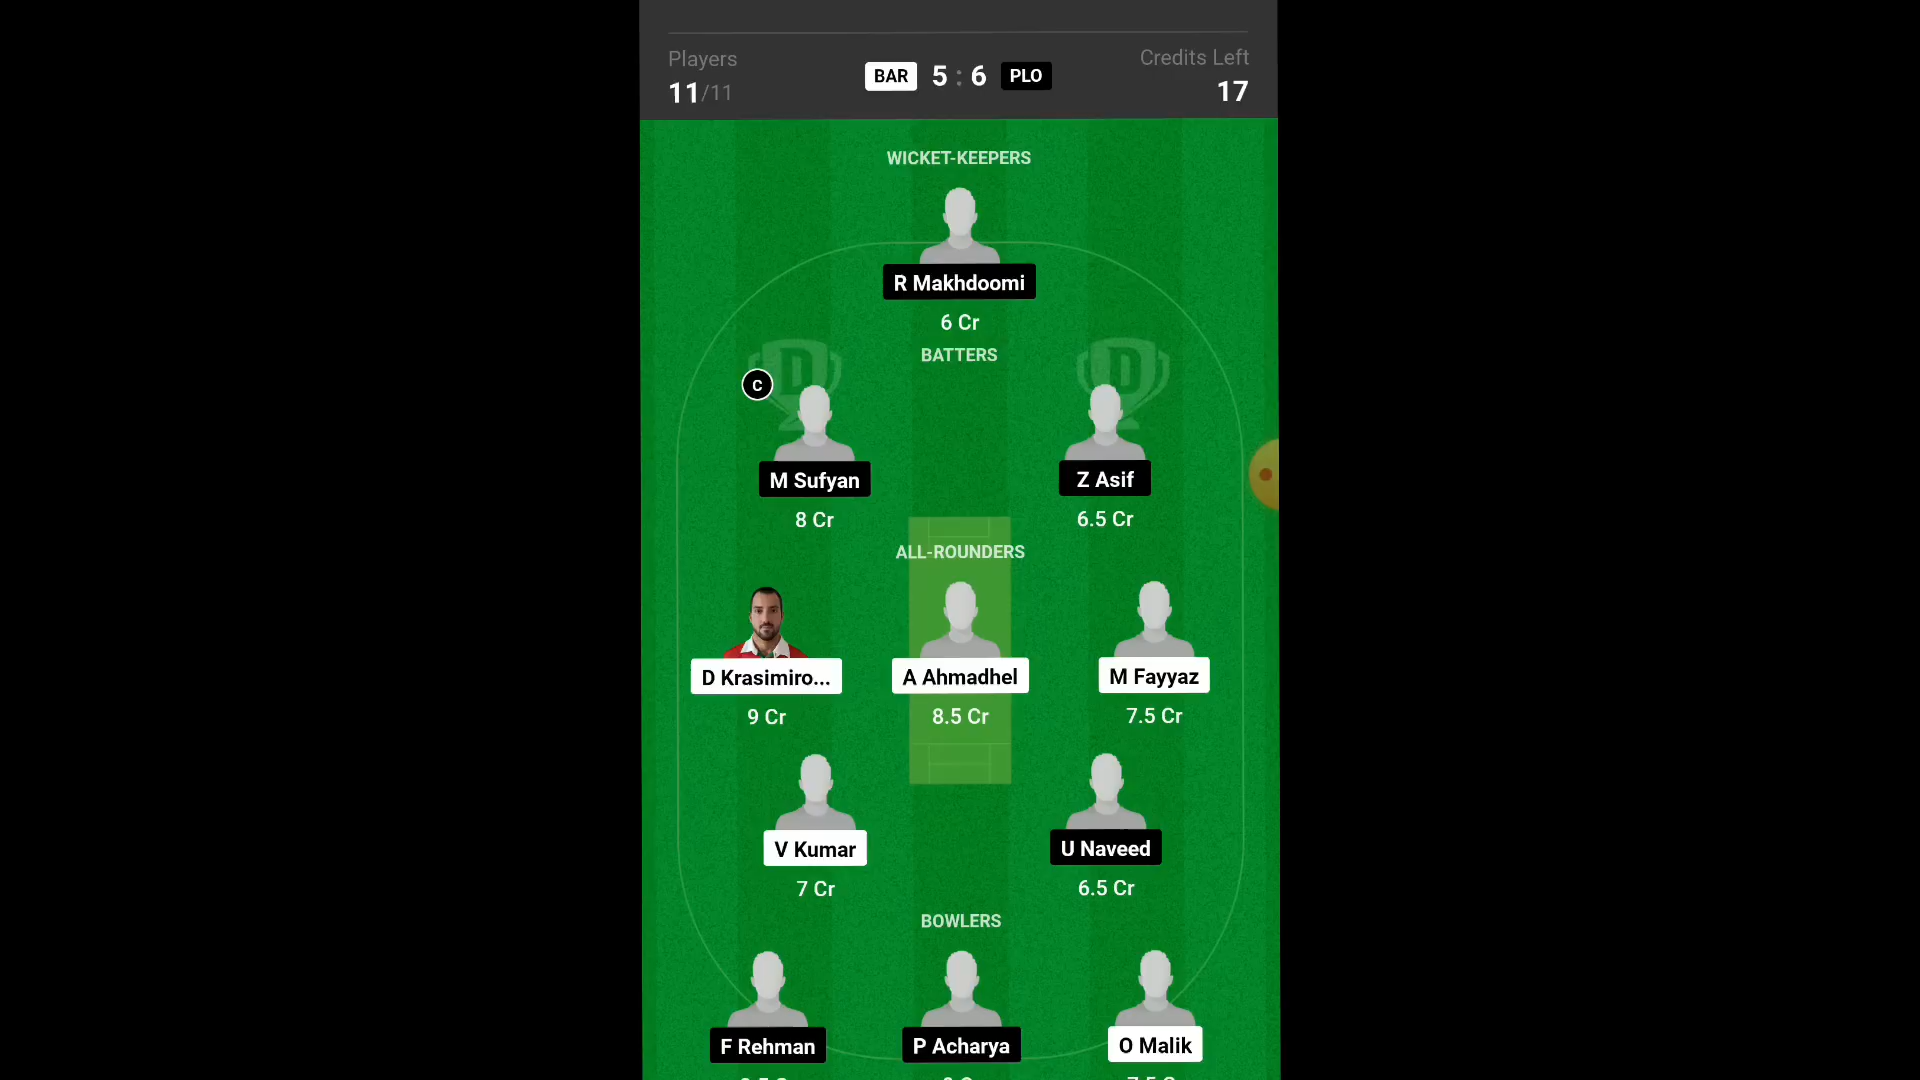 Players
Credits Left
11/11
BAR 5 : 6 PLO
17
WICKET-KEEPERS
R Makhdoomi
6 Cr
BATTERS
C
M Sufyan
Z Asif
8 Cr
6.5 Cr
ALL-ROUNDERS
D Krasimiro...
A Ahmadhel
M Fayyaz
9 Cr
8.5 Cr
7.5 Cr
V Kumar
U Naveed
7 Cr
6.5 Cr
BOWLERS
F Rehman
P Acharya
O Malik